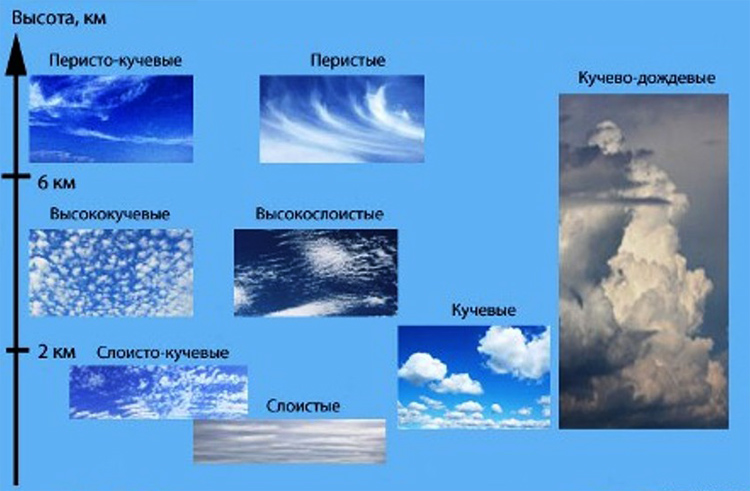 Высота, км
Перисто-кучевые
Перистые
Кучево-дождевые
6 км
Высококучевые
Высокослоистые
Кучевые
2 км
Слоисто-кучевые
Слоистые